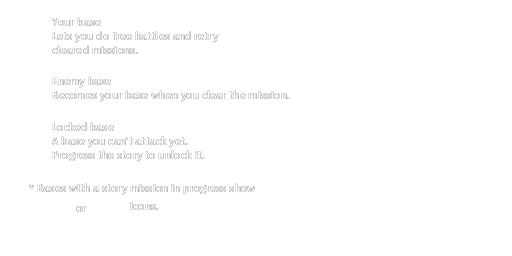 Your base
Lets you do free battles and retry
cleared missions.
Enemy base
Becomes your base when you clear the mission.
Locked base
A base you can't attack yet.
Progress the story to unlock it.
* Bases with a story mission in progress show
or icons.